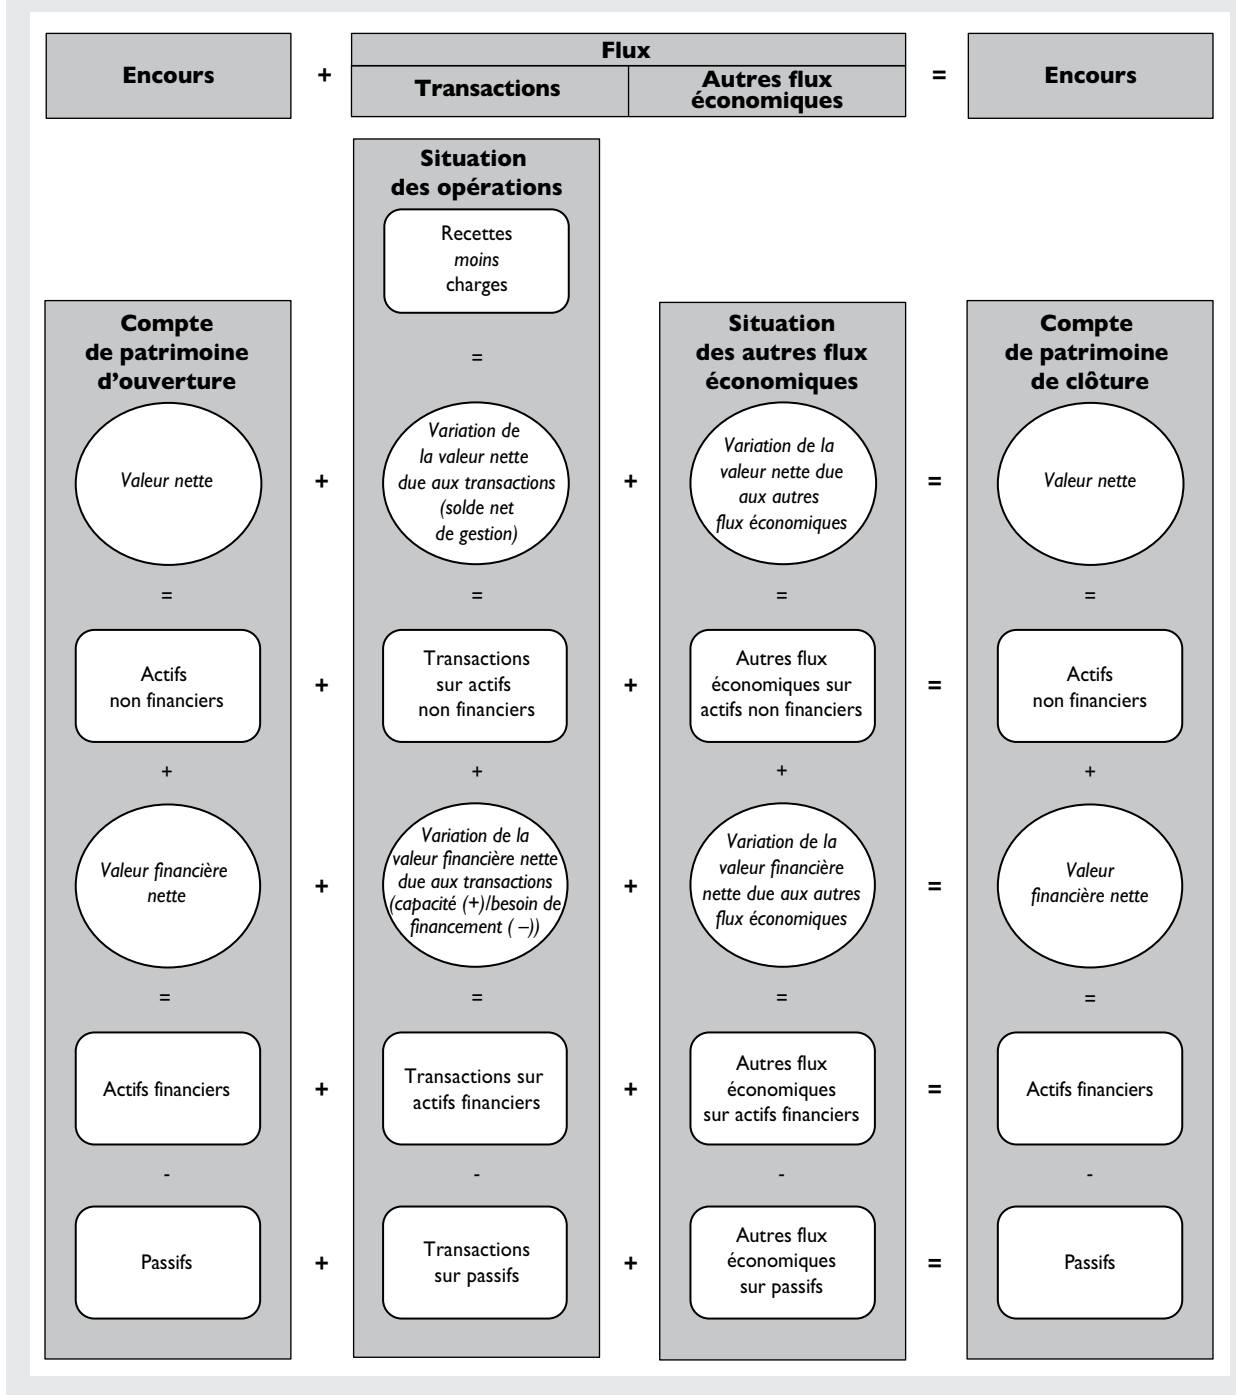 Encours
+
Flux
Transactions
Autres flux
économiques
=
Encours
Situation
des opérations
Recettes
moins
charges
=
Compte
de patrimoine
d’ouverture
Situation
des autres flux
économiques
Compte
de patrimoine
de clôture
Valeur nette
+
Variation de
la valeur nette
due aux transactions
(solde net
de gestion)
+
Variation de la
valeur nette due
aux autres
flux économiques
=
Valeur nette
=
=
=
=
Actifs
non financiers
+
Transactions
sur actifs
non financiers
+
Autres flux
économiques sur
actifs non financiers
=
Actifs
non financiers
+
+
+
+
Valeur financière
nette
+
Variation de la
valeur financière nette
due aux transactions
(capacité (+)/besoin de
financement ( –))
+
Variation de la
valeur financière
nette due aux autres
flux économiques
=
Valeur
financière nette
=
=
=
=
Actifs financiers
+
Transactions sur
actifs financiers
+
Autres flux
économiques
sur actifs financiers
=
Actifs financiers
-
-
-
-
Passifs
+
Transactions
sur passifs
+
Autres flux
économiques
sur passifs
=
Passifs